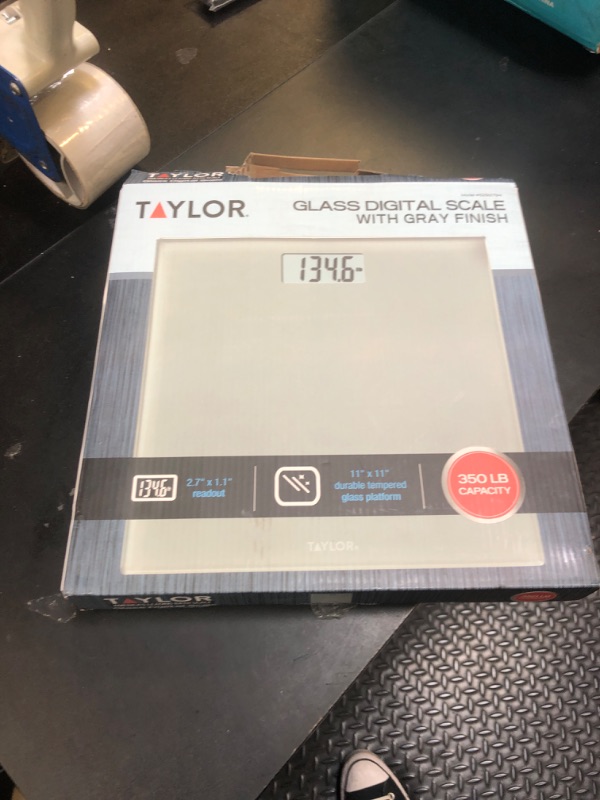 TAYLOR
TAYLOR.
GLASS DIGITAL SCALE
WITH GRAY FINISH
134.6
134.6
2.7" x 1.1"
readout
11" x 11"
durable tempered
glass platform
350 LB
CAPACITY
TAYLOR.
TAYLOR